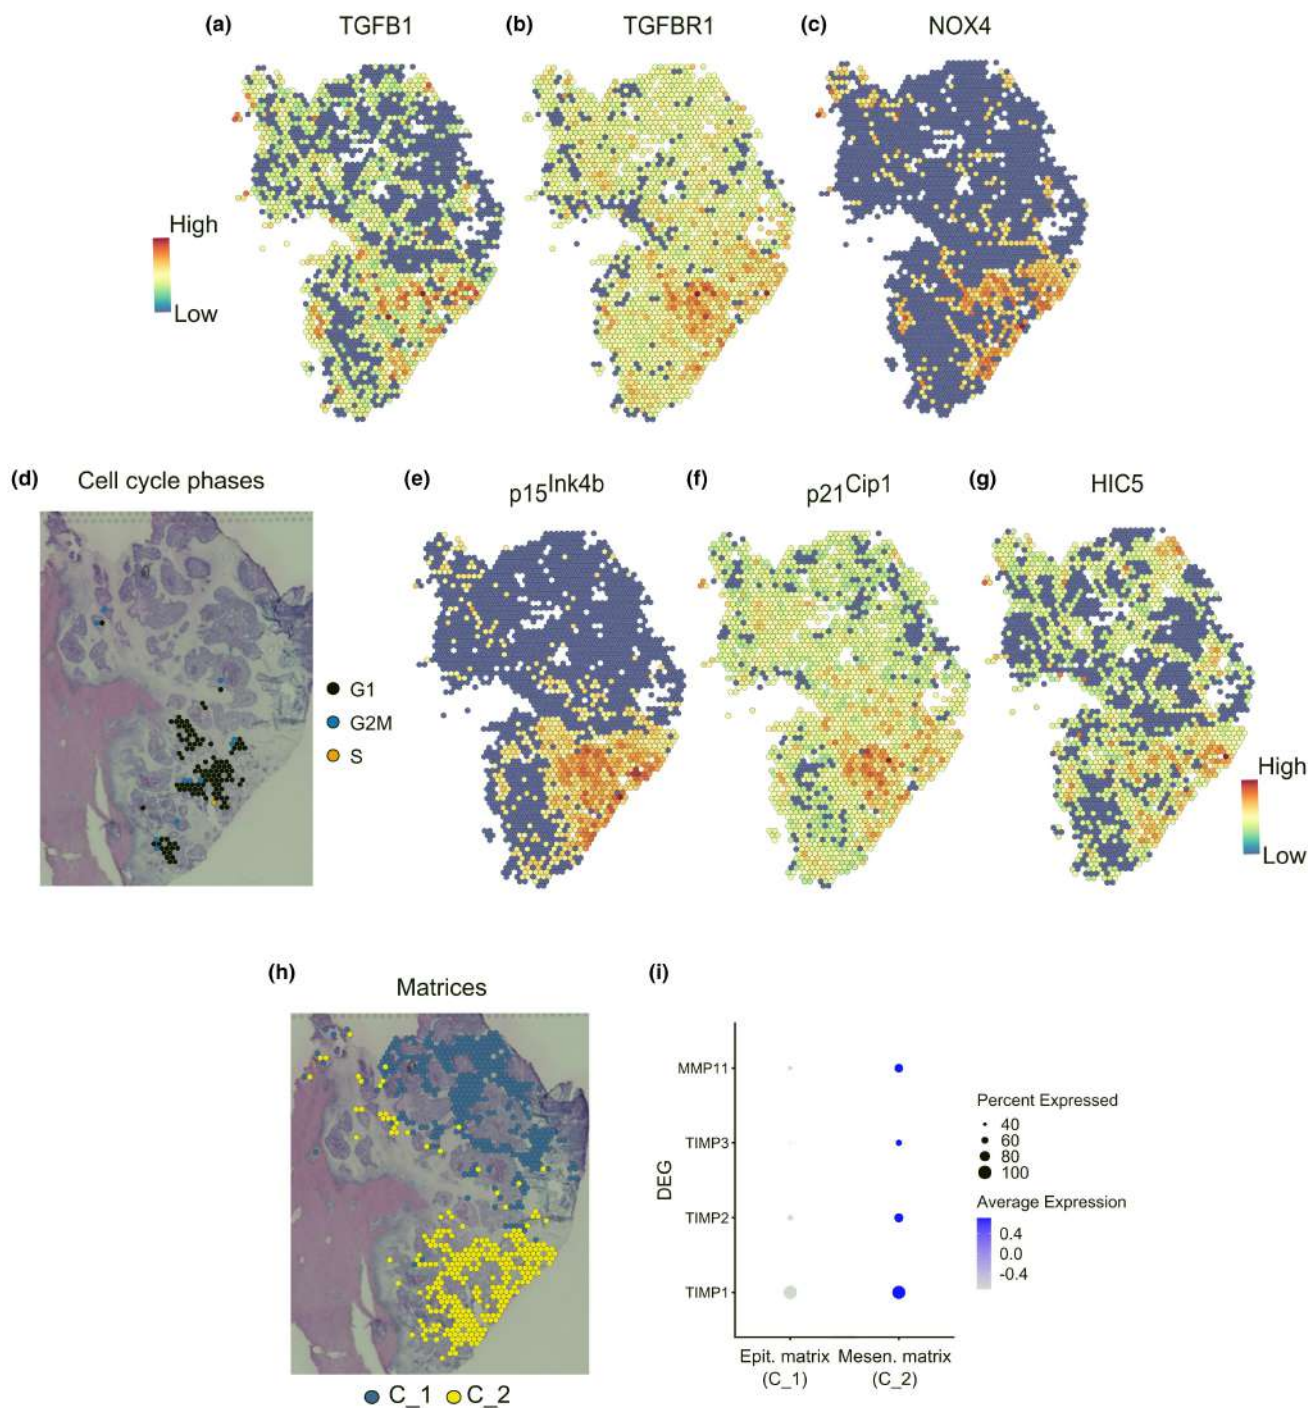 (a) TGFB1 (b) TGFBR1 (c) NOX4
High
Low
(d) Cell cycle phases (e) p15Ink4b (f) p21Cip1 (g) HIC5
G1
G2M
S
High
Low
(h) Matrices (i)
MMP11
TIMP3
TIMP2
TIMP1
DEG
Epit. matrix Mesen. matrix
(C_1) (C_2)
Percent Expressed
40
60
80
100
Average Expression
0.4
0.0
-0.4
C_1 C_2